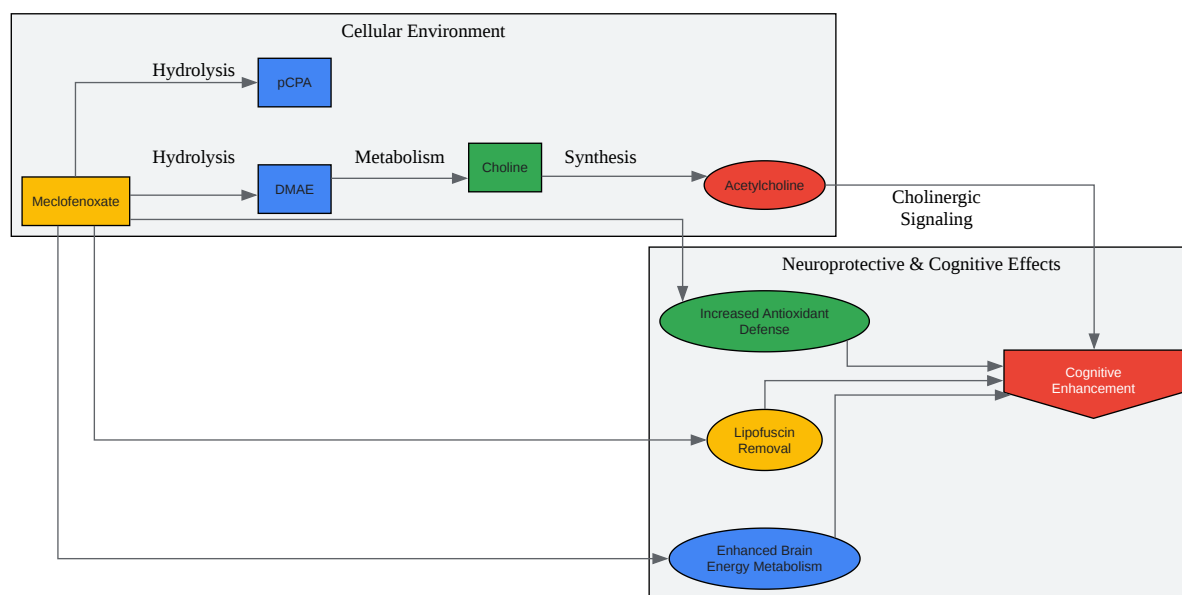 Cellular Environment
Hydrolysis
pCPA
Hydrolysis
Metabolism
Synthesis
Choline
DMAE
Acetylcholine
Meclofenoxate
Cholinergic
Signaling
Neuroprotective & Cognitive Effects
Increased Antioxidant
Defense
Cognitive
Enhancement
Lipofuscin
Removal
Enhanced Brain
Energy Metabolism